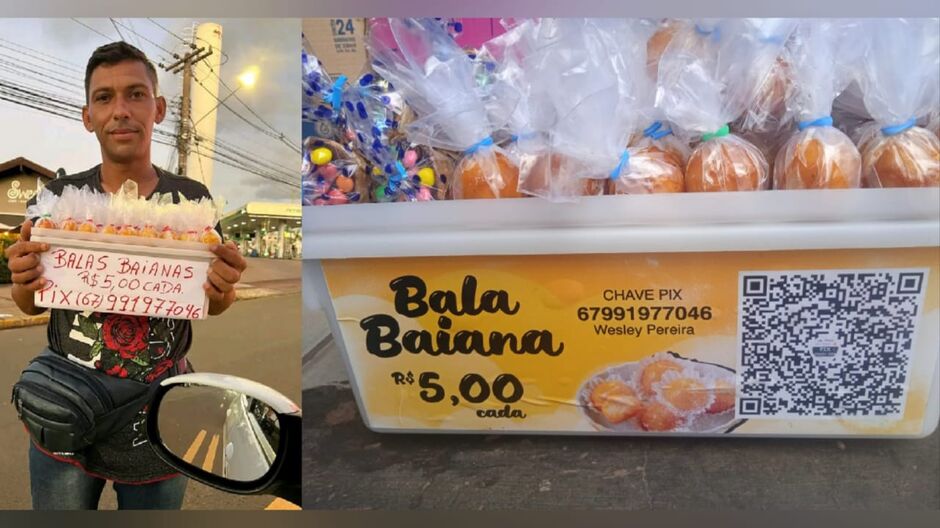 BALAS BAIANAS
R$ 5,00 CADA
PIX (67) 991977046
24
Bala
Baiana
R$ 5,00
cada
CHAVE PIX
67991977046
Wesley Pereira